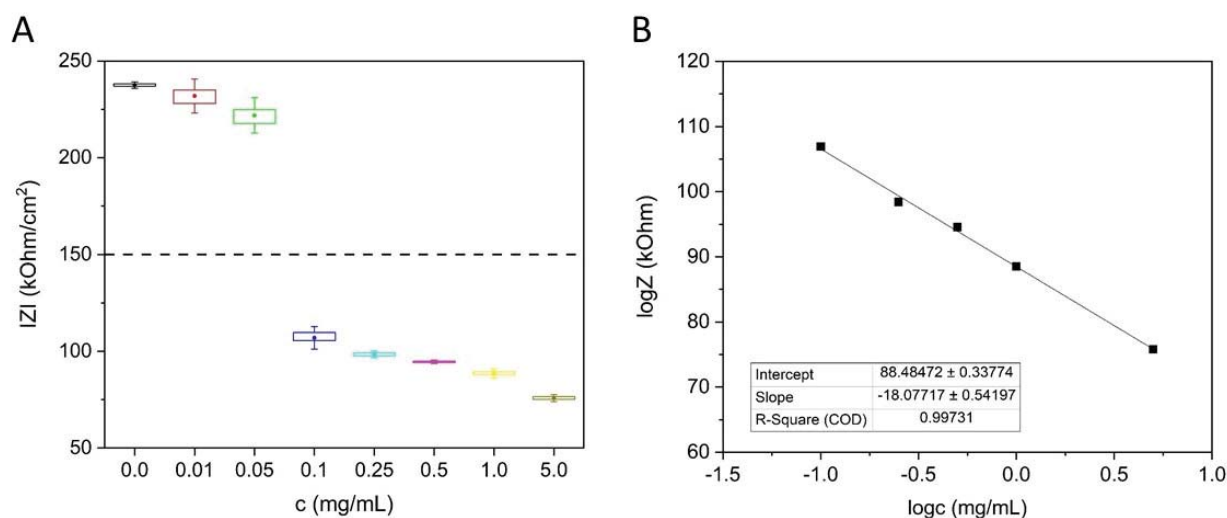 A
250
200
150
100
50
|Z| (kOhm/cm²)
0.0 0.01 0.05 0.1 0.25 0.5 1.0 5.0
c (mg/mL)
B
120
110
100
90
80
70
60
logZ (kOhm)
Intercept 88.48472 ± 0.33774
Slope -18.07717 ± 0.54197
R-Square (COD) 0.99731
-1.5 -1.0 -0.5 0.0 0.5 1.0
logc (mg/mL)